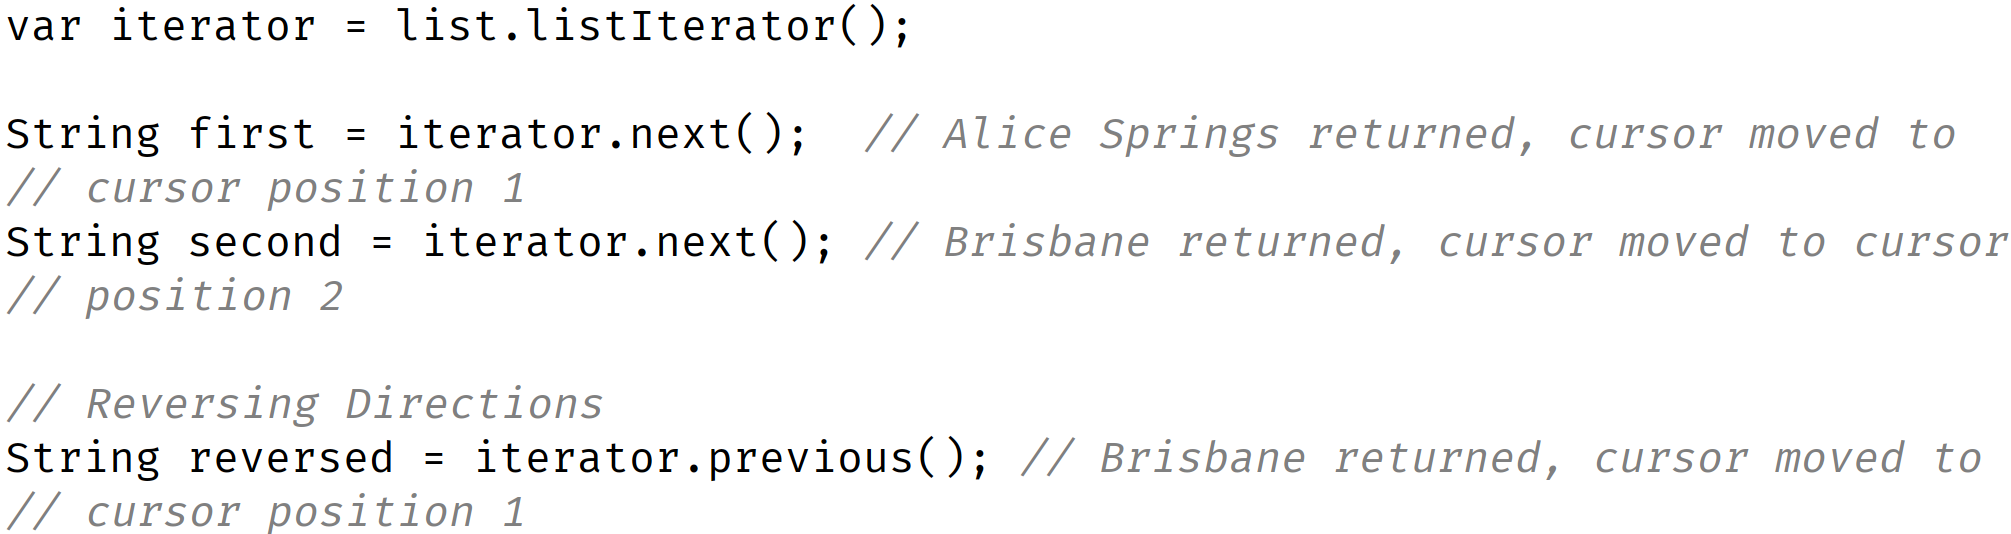 var iterator = list.listIterator();
String first = iterator.next();  // Alice Springs returned, cursor moved to
// cursor position 1
String second = iterator.next(); // Brisbane returned, cursor moved to cursor
// position 2
// Reversing Directions
String reversed = iterator.previous(); // Brisbane returned, cursor moved to
// cursor position 1